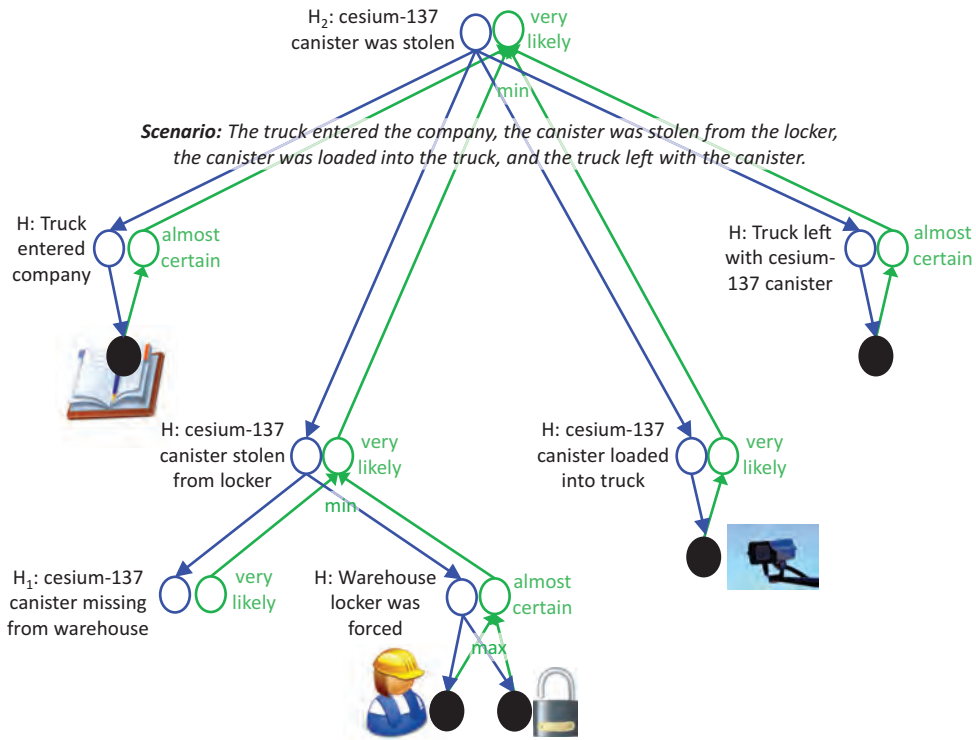 H₂: cesium-137
canister was stolen
very
likely
min
Scenario: The truck entered the company, the canister was stolen from the locker,
the canister was loaded into the truck, and the truck left with the canister.
H: Truck
entered
company
almost
certain
H: Truck left
with cesium-
137 canister
almost
certain
H: cesium-137
canister stolen
from locker
very
likely
min
H: cesium-137
canister loaded
into truck
very
likely
H₁: cesium-137
canister missing
from warehouse
very
likely
H: Warehouse
locker was
forced
almost
certain
max